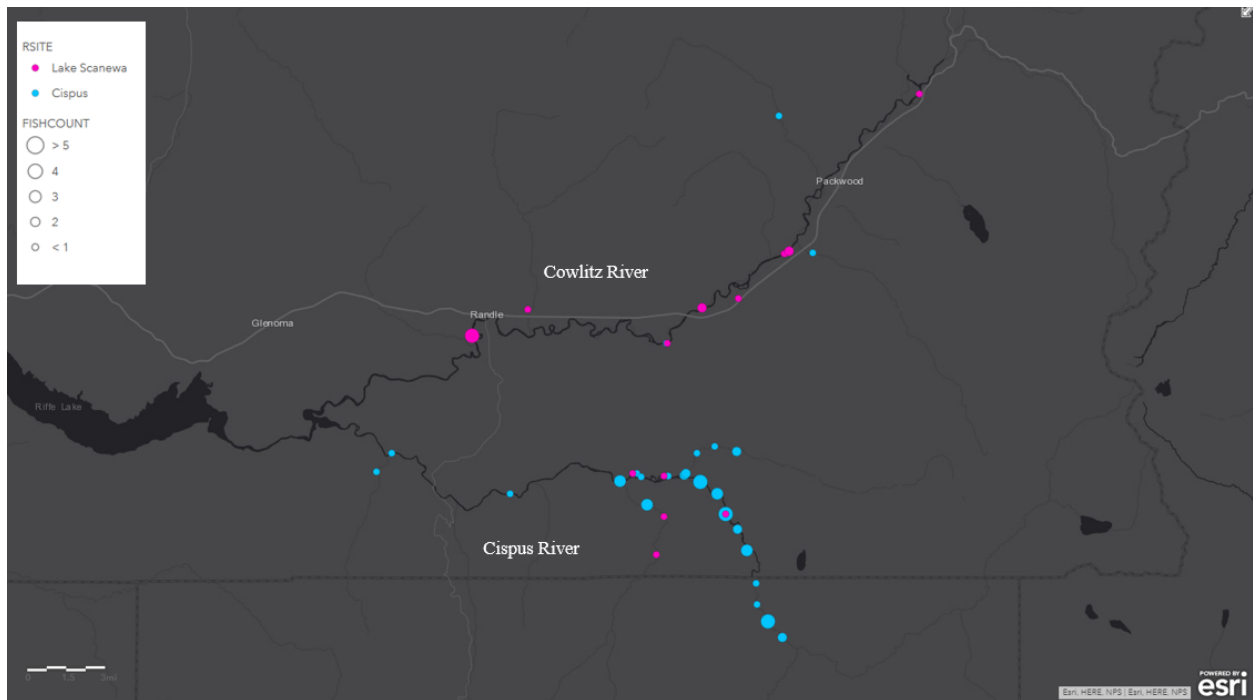 RSITE
Lake Scanewa
Cispus
FISHCOUNT
> 5
4
3
2
< 1
Packwood
Cowlitz River
Randle
Glenoma
Riffe Lake
Cispus River
0 1.5 3mi
Esri, HERE, NPS | Esri, HERE, NPS
POWERED BY
esri